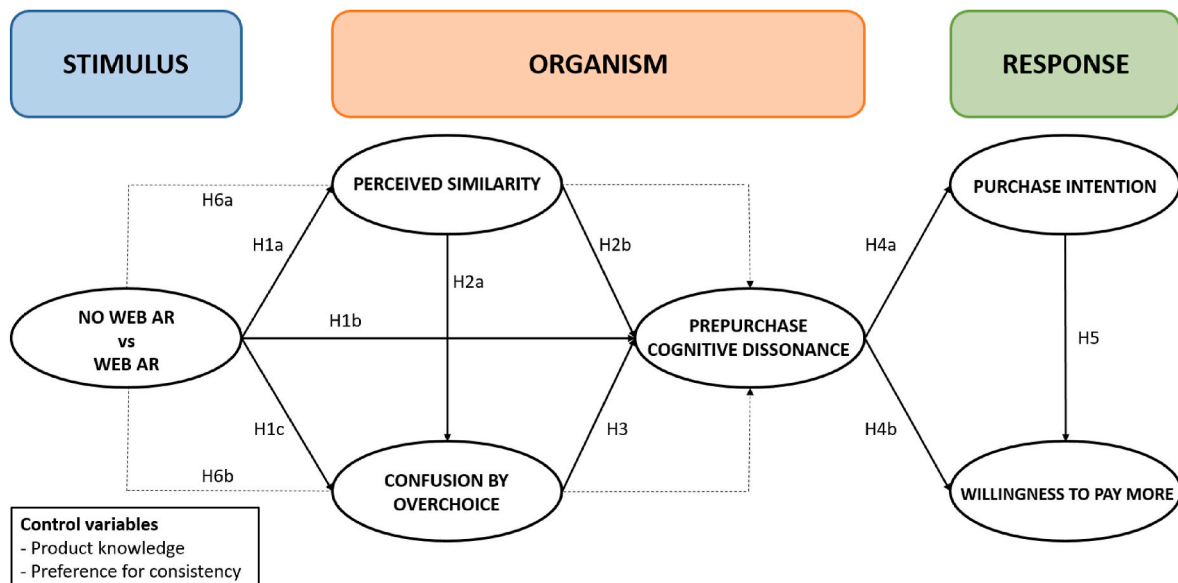 STIMULUS
ORGANISM
RESPONSE
PERCEIVED SIMILARITY
PURCHASE INTENTION
H6a
H1a
H2b
H4a
H2a
NO WEB AR
vs
WEB AR
H1b
PREPURCHASE
COGNITIVE DISSONANCE
H5
H1c
H3
H4b
H6b
CONFUSION BY
OVERCHOICE
WILLINGNESS TO PAY MORE
Control variables
- Product knowledge
- Preference for consistency